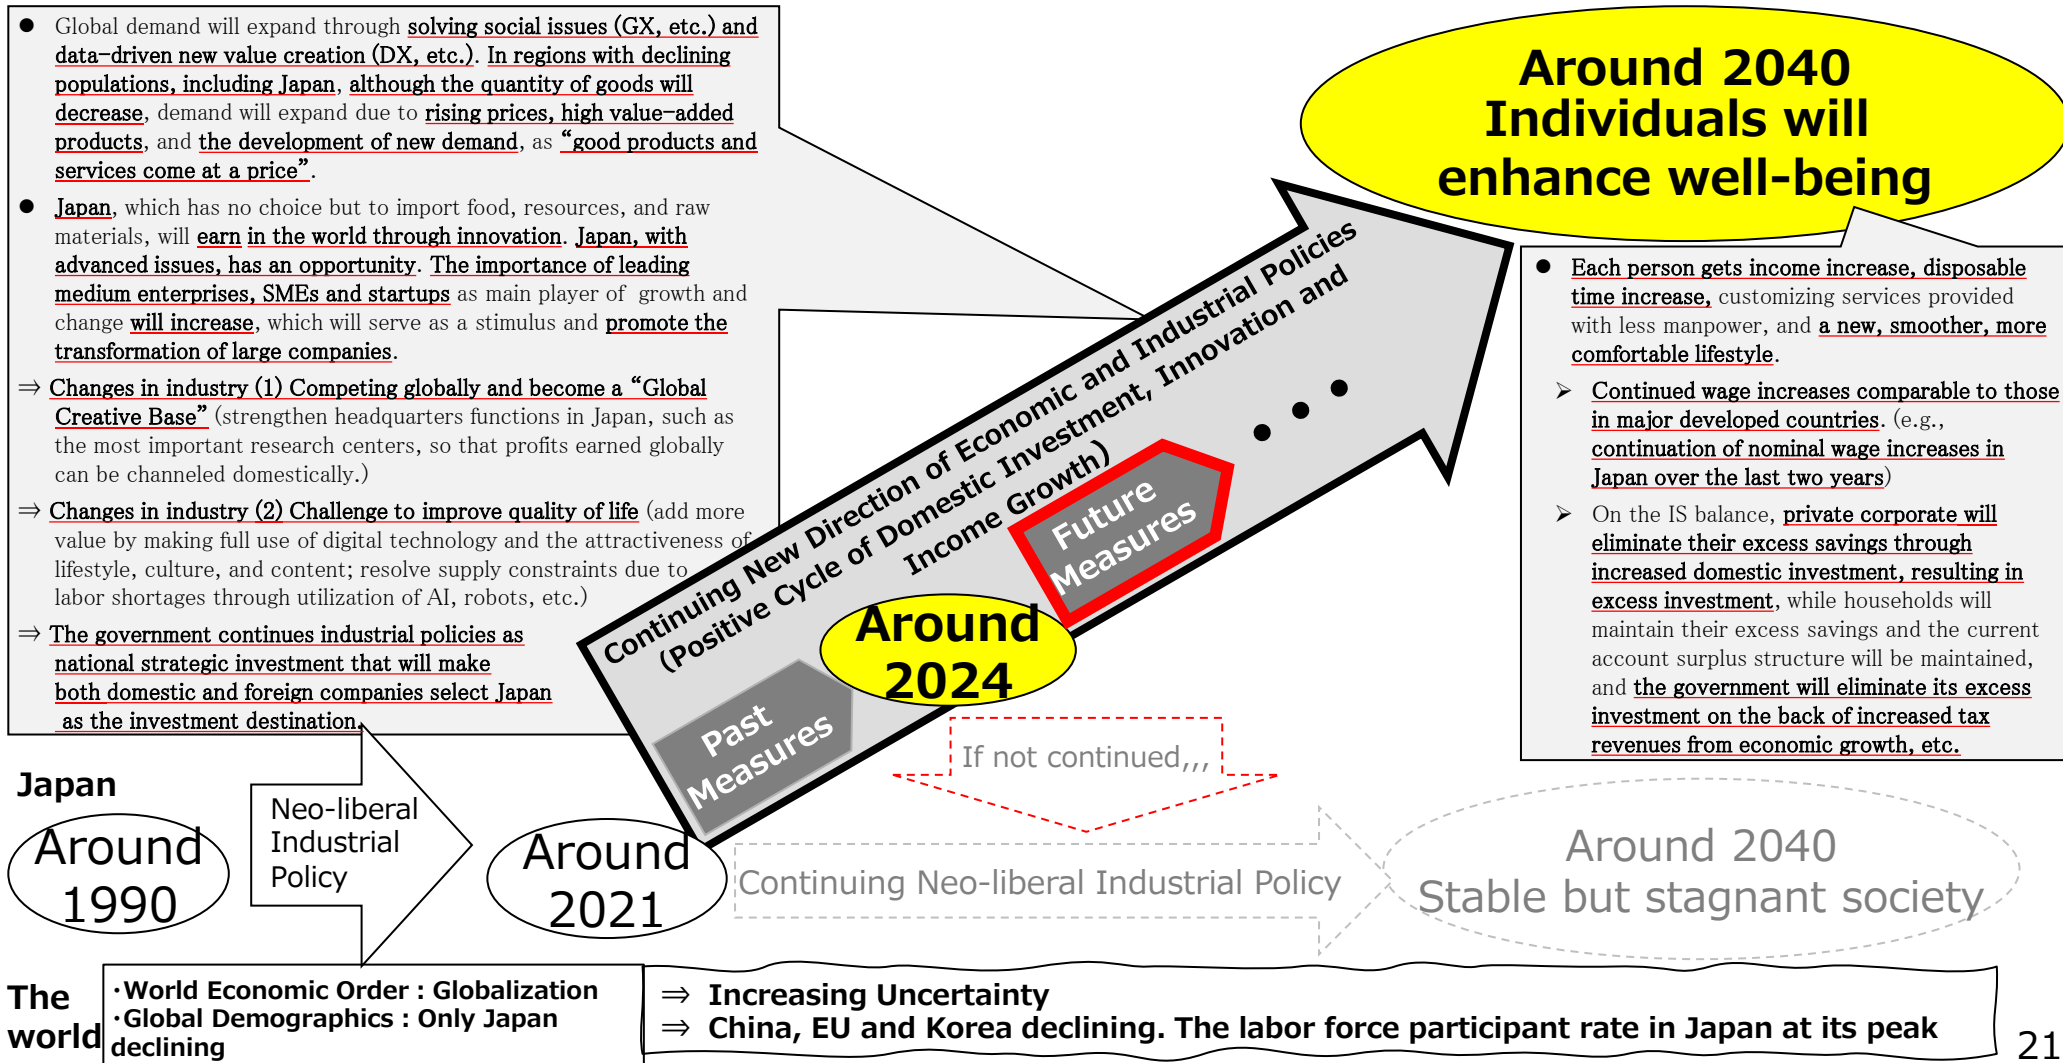 ● Global demand will expand through solving social issues (GX, etc.) and
data-driven new value creation (DX, etc.). In regions with declining
populations, including Japan, although the quantity of goods will
decrease, demand will expand due to rising prices, high value-added
products, and the development of new demand, as “good products and
services come at a price”.
● Japan, which has no choice but to import food, resources, and raw
materials, will earn in the world through innovation. Japan, with
advanced issues, has an opportunity. The importance of leading
medium enterprises, SMEs and startups as main player of growth and
change will increase, which will serve as a stimulus and promote the
transformation of large companies.
⇒ Changes in industry (1) Competing globally and become a “Global
Creative Base” (strengthen headquarters functions in Japan, such as
the most important research centers, so that profits earned globally
can be channeled domestically.)
⇒ Changes in industry (2) Challenge to improve quality of life (add more
value by making full use of digital technology and the attractiveness of
lifestyle, culture, and content; resolve supply constraints due to
labor shortages through utilization of AI, robots, etc.)
⇒ The government continues industrial policies as
national strategic investment that will make
both domestic and foreign companies select Japan
as the investment destination.
Around 2040
Individuals will
enhance well-being
● Each person gets income increase, disposable
time increase, customizing services provided
with less manpower, and a new, smoother, more
comfortable lifestyle.
➢ Continued wage increases comparable to those
in major developed countries. (e.g.,
continuation of nominal wage increases in
Japan over the last two years)
➢ On the IS balance, private corporate will
eliminate their excess savings through
increased domestic investment, resulting in
excess investment, while households will
maintain their excess savings and the current
account surplus structure will be maintained,
and the government will eliminate its excess
investment on the back of increased tax
revenues from economic growth, etc.
Continuing New Direction of Economic and Industrial Policies
(Positive Cycle of Domestic Investment, Innovation and
Income Growth)
Past
Measures
Around
2024
Future
Measures
● ● ●
If not continued,,,
Japan
Around
1990
Neo-liberal
Industrial
Policy
Around
2021
Continuing Neo-liberal Industrial Policy
Around 2040
Stable but stagnant society
The
world
・World Economic Order : Globalization
・Global Demographics : Only Japan
declining
⇒ Increasing Uncertainty
⇒ China, EU and Korea declining. The labor force participant rate in Japan at its peak
21